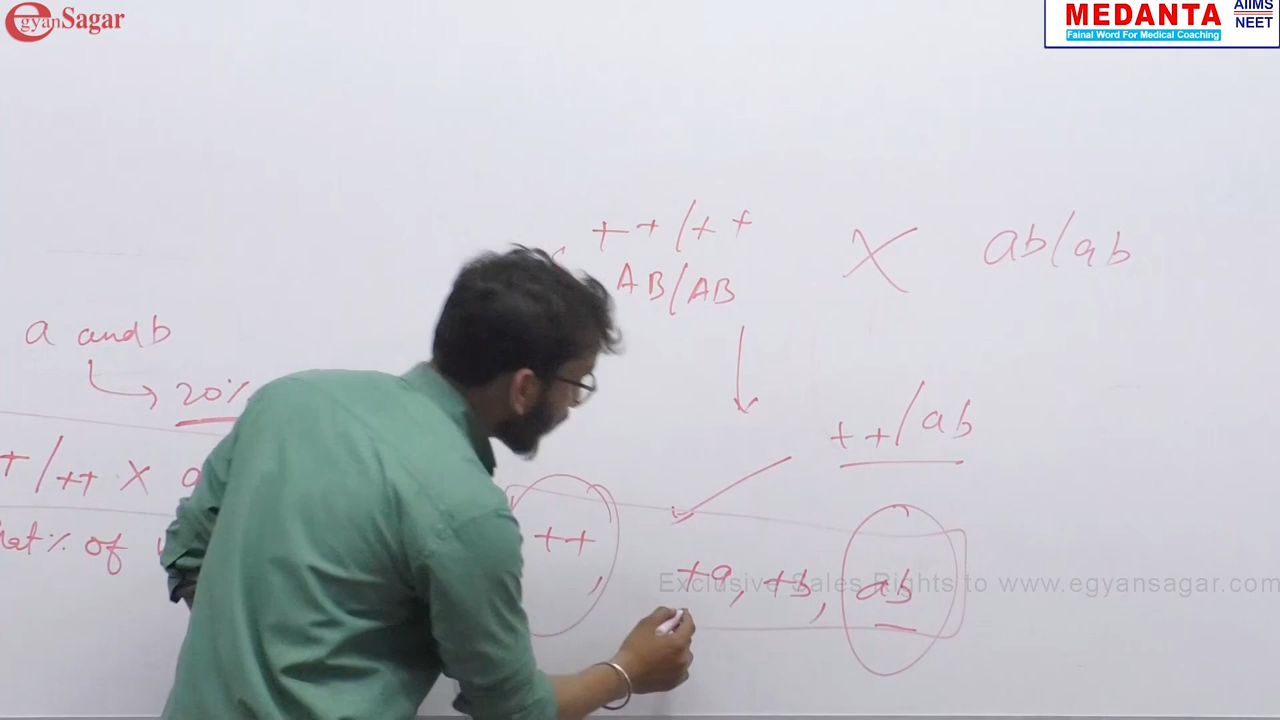 egyanSagar
MEDANTA
Fainal Word For Medical Coaching
AIIMS
NEET
++/++ X ab/ab
AB/AB
a and b
20%
++/ab
+/++ X
++, +a, +b, ab
% of
Exclusive Sales Rights to www.egyansagar.com